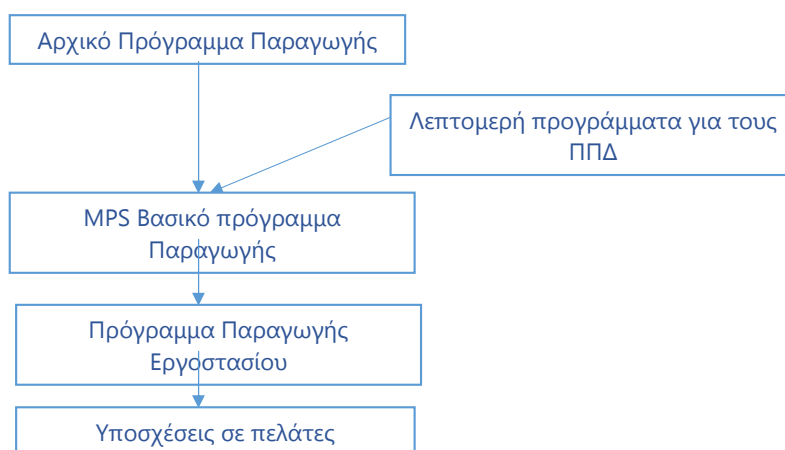 Αρχικό Πρόγραμμα Παραγωγής
Λεπτομερή προγράμματα για τους
ΠΠΔ
MPS Βασικό πρόγραμμα
Παραγωγής
Πρόγραμμα Παραγωγής
Εργοστασίου
Υποσχέσεις σε πελάτες